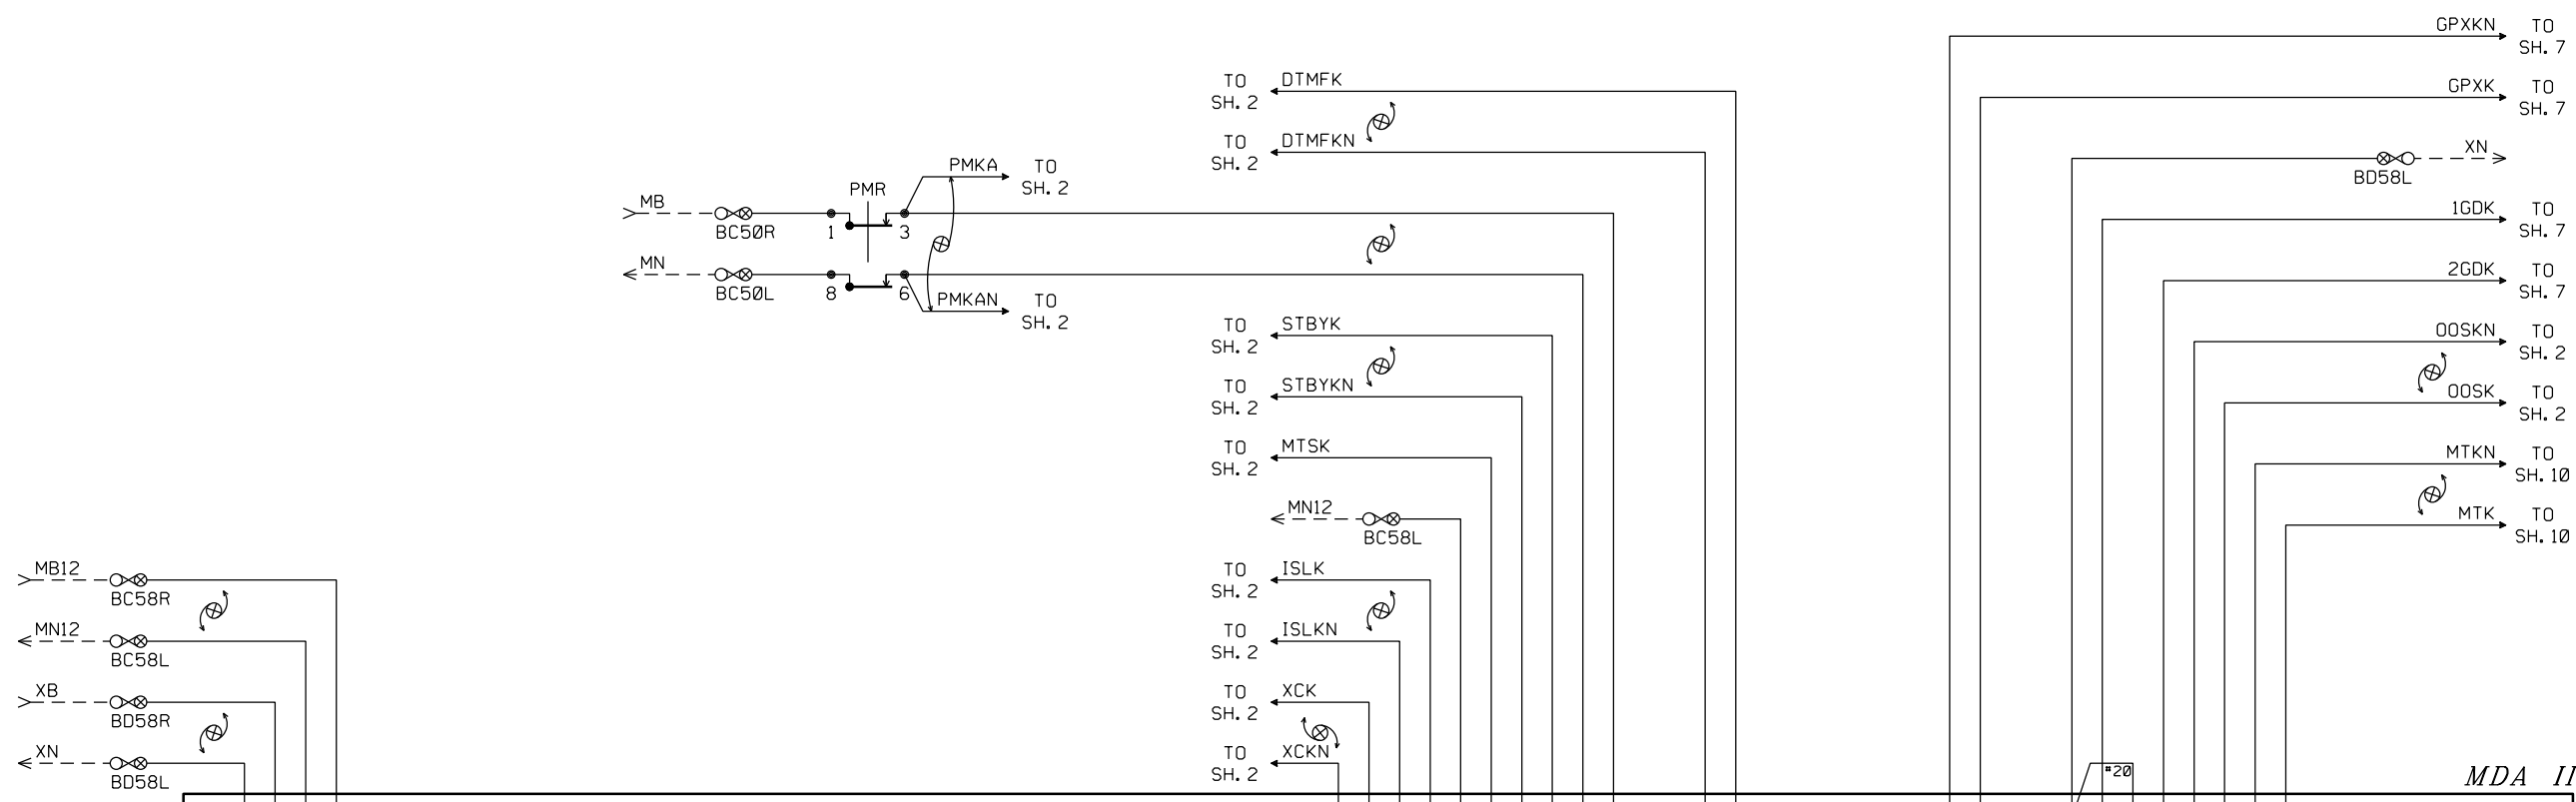 GPXKN TO
SH. 7
GPXK TO
SH. 7
XN
BD58L
1GDK TO
SH. 7
2GDK TO
SH. 7
OOSKN TO
SH. 2
OOSK TO
SH. 2
MTKN TO
SH. 1Ø
MTK TO
SH. 1Ø
TO DTMFK
SH. 2
TO DTMFKN
SH. 2
PMKA TO
SH. 2
PMR
MB
BC5ØR
1
3
MN
BC5ØL
8
6
PMKAN TO
SH. 2
TO STBYK
SH. 2
TO STBYKN
SH. 2
TO MTSK
SH. 2
MN12
BC58L
TO ISLK
SH. 2
TO ISLKN
SH. 2
TO XCK
SH. 2
TO XCKN
SH. 2
MB12
BC58R
MN12
BC58L
XB
BD58R
XN
BD58L
#20
MDA II